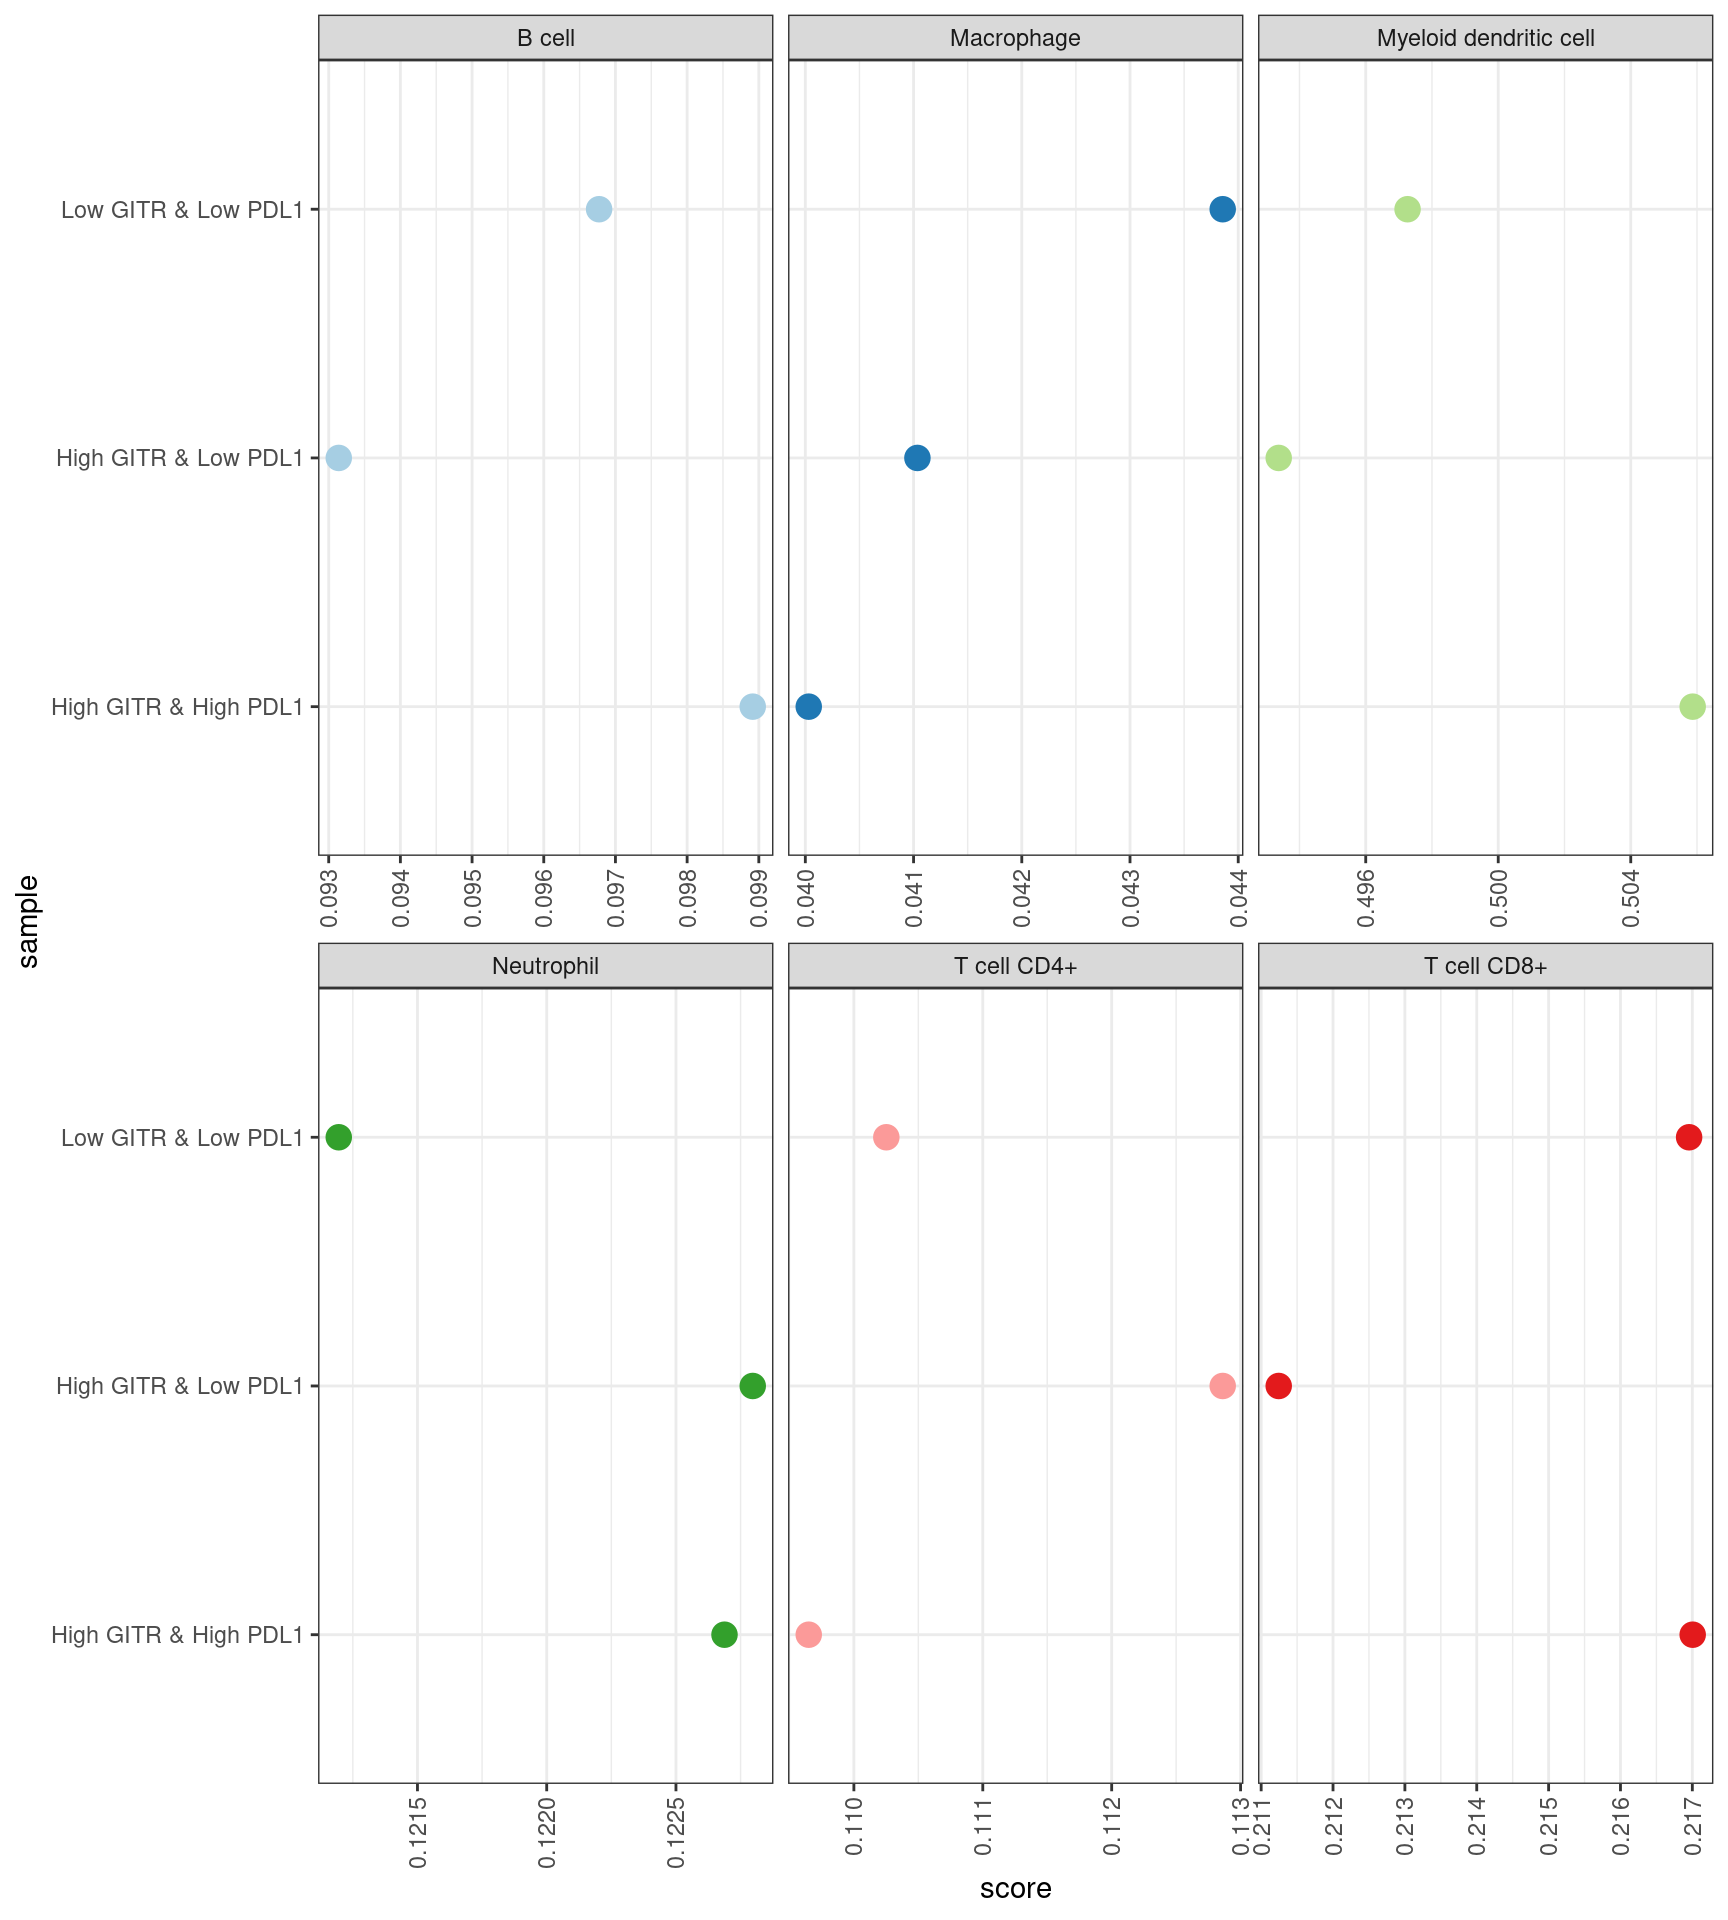 B cell
Macrophage
Myeloid dendritic cell
Low GITR & Low PDL1
High GITR & Low PDL1
High GITR & High PDL1
0.093 0.094 0.095 0.096 0.097 0.098 0.099
0.040 0.041 0.042 0.043 0.044
0.496 0.500 0.504
sample
Neutrophil
T cell CD4+
T cell CD8+
Low GITR & Low PDL1
High GITR & Low PDL1
High GITR & High PDL1
0.1215 0.1220 0.1225
0.110 0.111 0.112 0.113
0.211 0.212 0.213 0.214 0.215 0.216 0.217
score